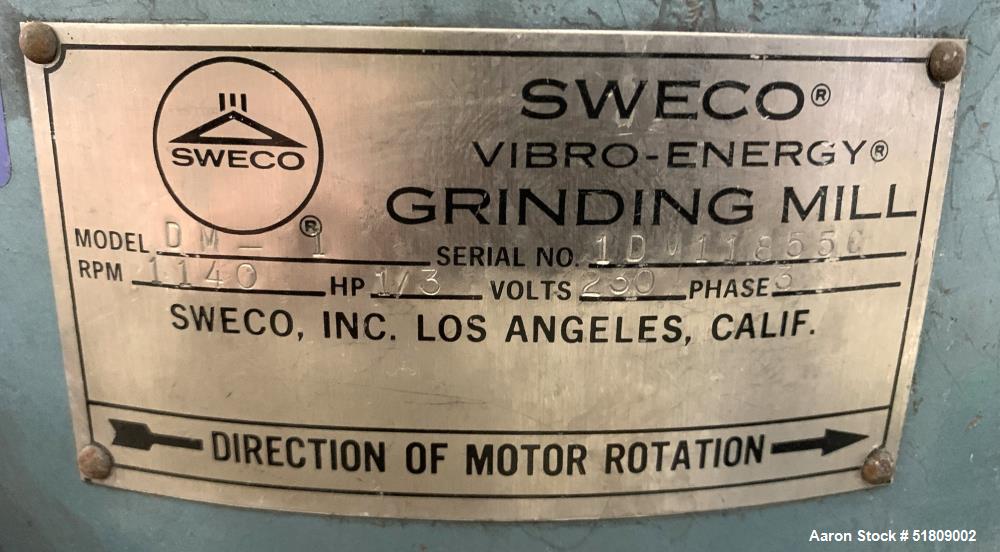 SWECO
®
SWECO®
VIBRO-ENERGY®
GRINDING MILL
MODEL DM-1 SERIAL NO.
RPM 1140 HP 1/3 VOLTS 230 PHASE 3
SWECO, INC. LOS ANGELES, CALIF.
DIRECTION OF MOTOR ROTATION
Aaron Stock # 51809002